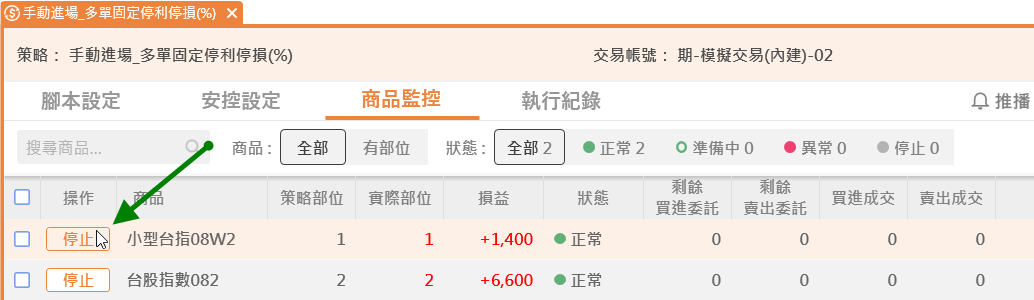 手動進場_多單固定停利停損(%)
策略： 手動進場_多單固定停利停損(%) 交易帳號： 期-模擬交易(內建)-02
腳本設定 安控設定 商品監控 執行紀錄 推播
搜尋商品... 商品： 全部 有部位 狀態： 全部 2 正常 2 準備中 0 異常 0 停止 0
操作 商品 策略部位 實際部位 損益 狀態 剩餘 買進委託 剩餘 賣出委託 買進成交 賣出成交
停止 小型台指08W2 1 1 +1,400 正常 0 0 0 0
停止 台股指數082 2 2 +6,600 正常 0 0 0 0